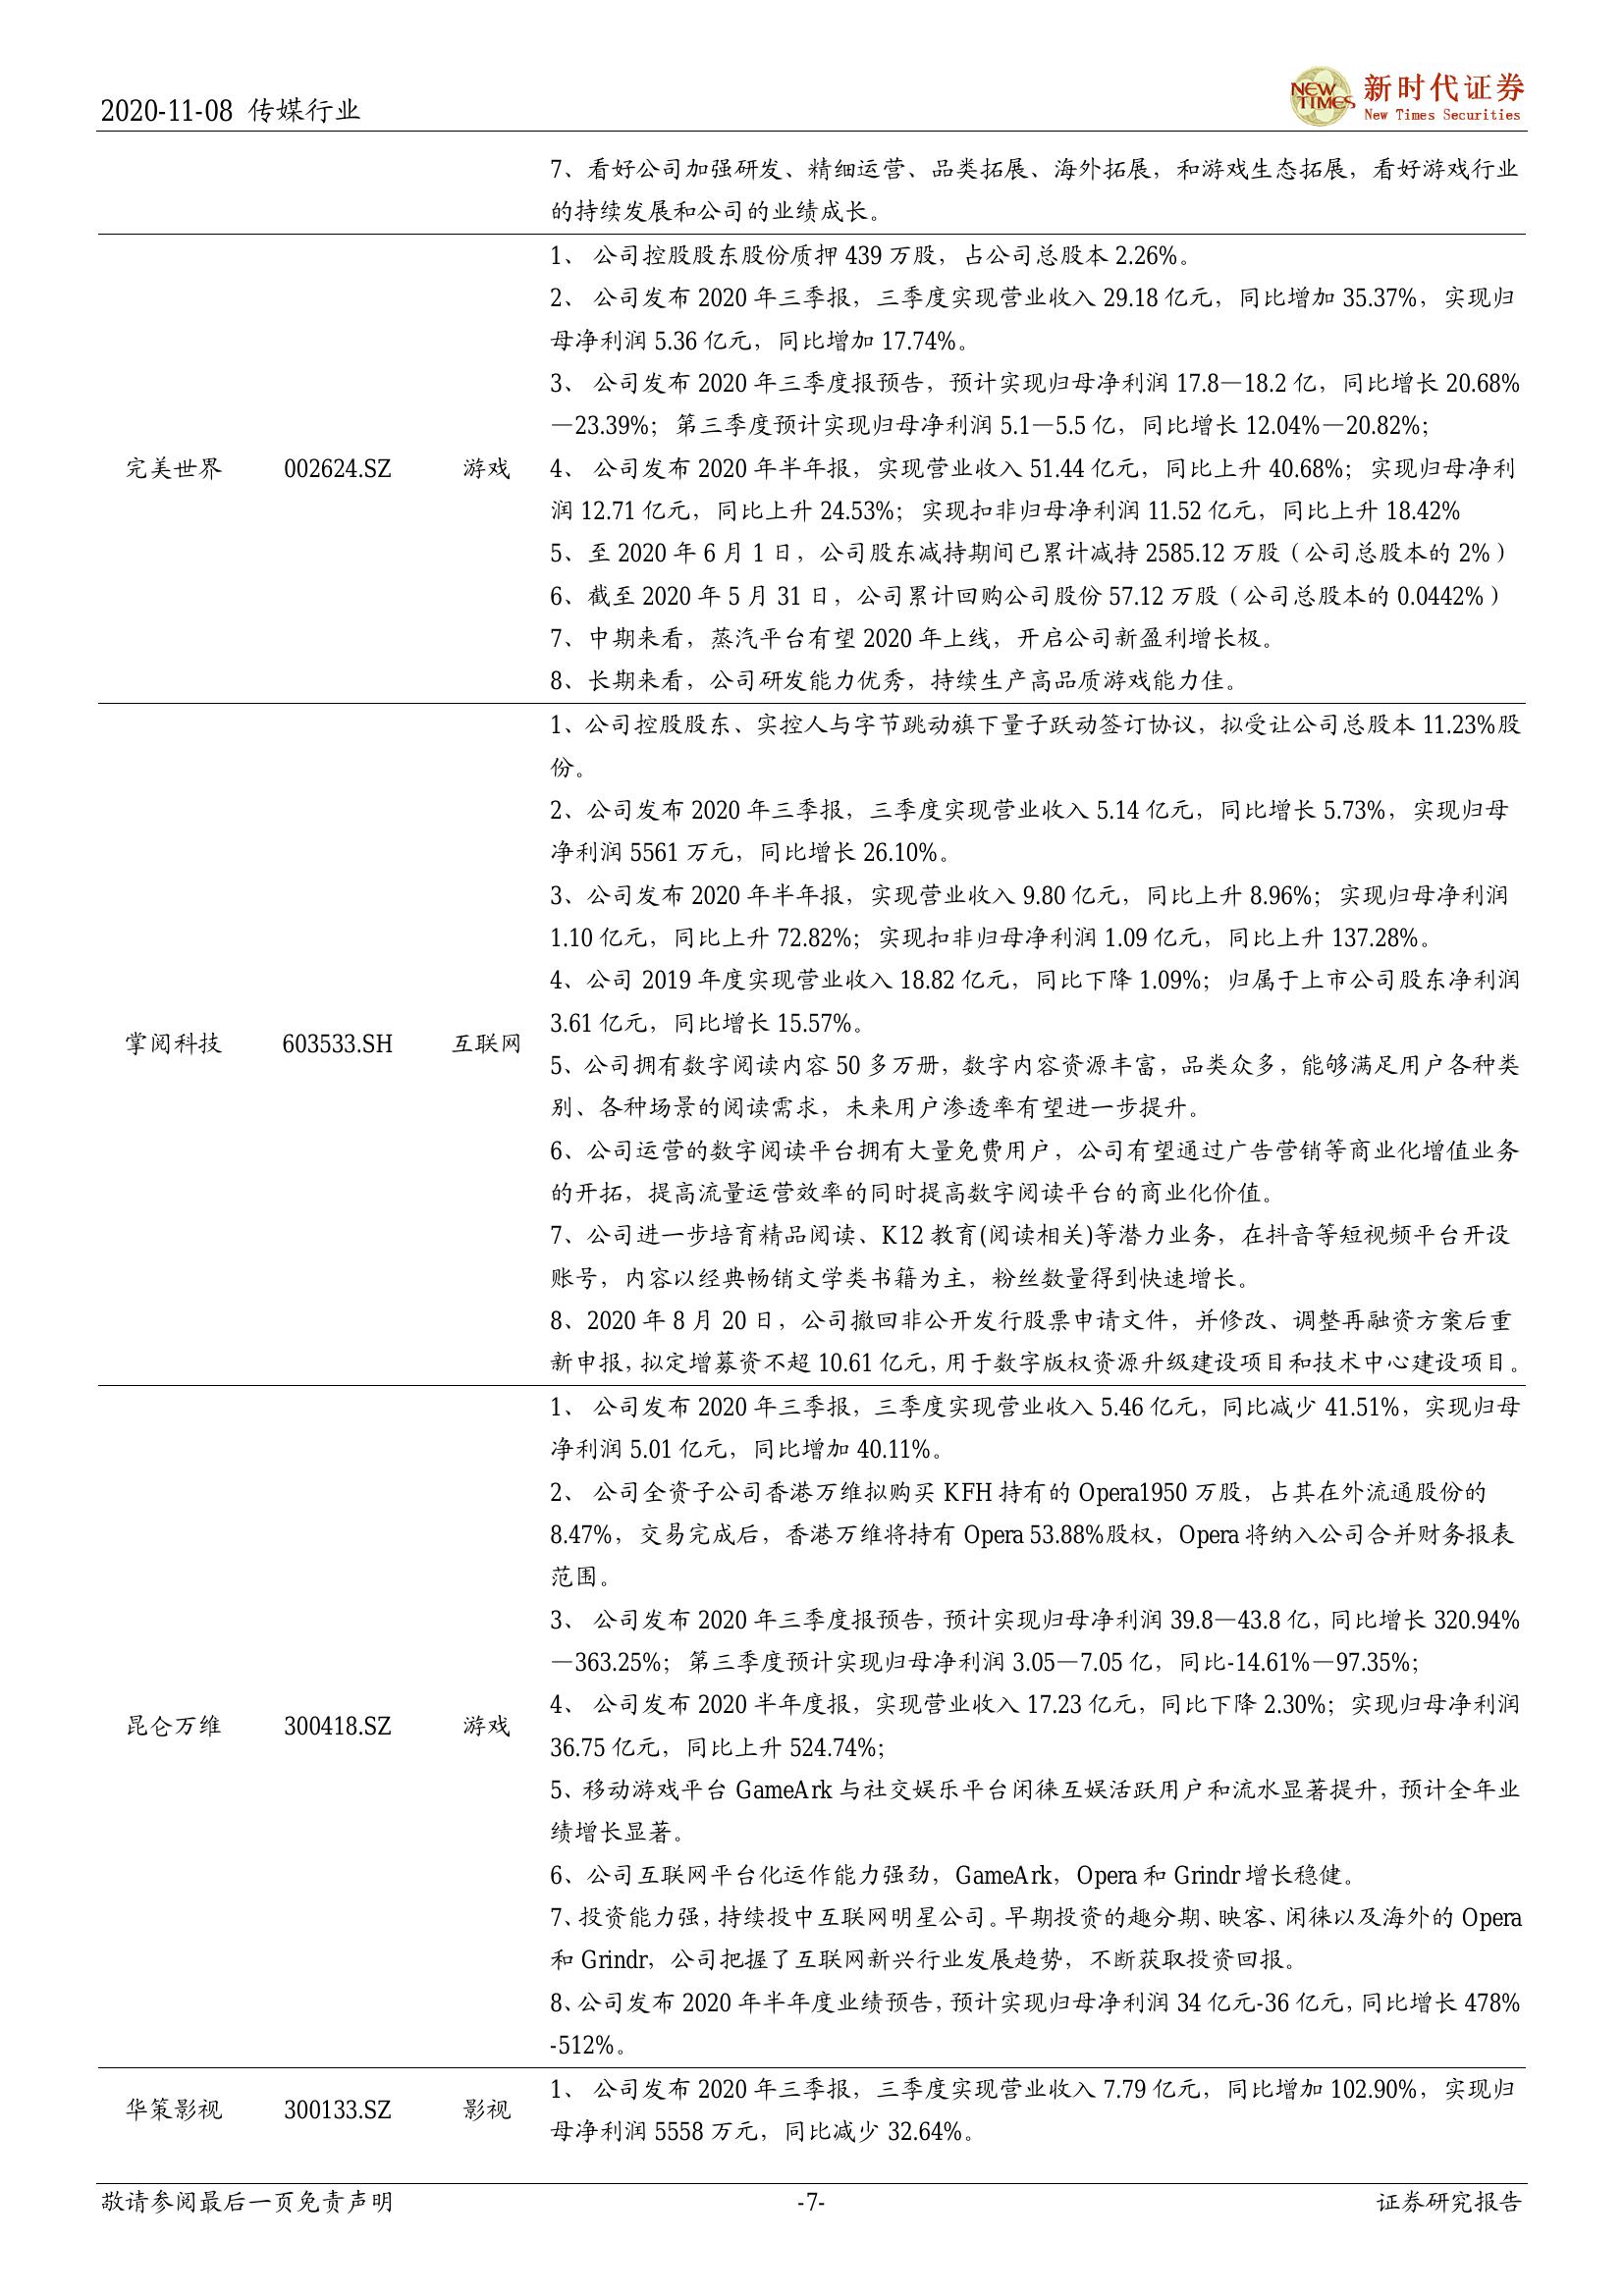 2020-11-08 传媒行业
NEW TIMES
新时代证券
New Times Securities
7、看好公司加强研发、精细运营、品类拓展、海外拓展，和游戏生态拓展，看好游戏行业
的持续发展和公司的业绩成长。
1、 公司控股股东股份质押 439 万股，占公司总股本 2.26%。
2、 公司发布 2020 年三季报，三季度实现营业收入 29.18 亿元，同比增加 35.37%，实现归
母净利润 5.36 亿元，同比增加 17.74%。
3、 公司发布 2020 年三季度报预告，预计实现归母净利润 17.8—18.2 亿，同比增长 20.68%
—23.39%；第三季度预计实现归母净利润 5.1—5.5 亿，同比增长 12.04%—20.82%；
完美世界 002624.SZ 游戏 4、 公司发布 2020 年半年报，实现营业收入 51.44 亿元，同比上升 40.68%；实现归母净利
润 12.71 亿元，同比上升 24.53%；实现扣非归母净利润 11.52 亿元，同比上升 18.42%
5、至 2020 年 6 月 1 日，公司股东减持期间已累计减持 2585.12 万股（公司总股本的 2%）
6、截至 2020 年 5 月 31 日，公司累计回购公司股份 57.12 万股（公司总股本的 0.0442%）
7、中期来看，蒸汽平台有望 2020 年上线，开启公司新盈利增长极。
8、长期来看，公司研发能力优秀，持续生产高品质游戏能力佳。
1、公司控股股东、实控人与字节跳动旗下量子跃动签订协议，拟受让公司总股本 11.23%股
份。
2、公司发布 2020 年三季报，三季度实现营业收入 5.14 亿元，同比增长 5.73%，实现归母
净利润 5561 万元，同比增长 26.10%。
3、公司发布 2020 年半年报，实现营业收入 9.80 亿元，同比上升 8.96%；实现归母净利润
1.10 亿元，同比上升 72.82%；实现扣非归母净利润 1.09 亿元，同比上升 137.28%。
4、公司 2019 年度实现营业收入 18.82 亿元，同比下降 1.09%；归属于上市公司股东净利润
3.61 亿元，同比增长 15.57%。
掌阅科技 603533.SH 互联网
5、公司拥有数字阅读内容 50 多万册，数字内容资源丰富，品类众多，能够满足用户各种类
别、各种场景的阅读需求，未来用户渗透率有望进一步提升。
6、公司运营的数字阅读平台拥有大量免费用户，公司有望通过广告营销等商业化增值业务
的开拓，提高流量运营效率的同时提高数字阅读平台的商业化价值。
7、公司进一步培育精品阅读、K12 教育(阅读相关)等潜力业务，在抖音等短视频平台开设
账号，内容以经典畅销文学类书籍为主，粉丝数量得到快速增长。
8、2020 年 8 月 20 日，公司撤回非公开发行股票申请文件，并修改、调整再融资方案后重
新申报，拟定增募资不超 10.61 亿元，用于数字版权资源升级建设项目和技术中心建设项目。
1、 公司发布 2020 年三季报，三季度实现营业收入 5.46 亿元，同比减少 41.51%，实现归母
净利润 5.01 亿元，同比增加 40.11%。
2、 公司全资子公司香港万维拟购买 KFH 持有的 Opera1950 万股，占其在外流通股份的
8.47%，交易完成后，香港万维将持有 Opera 53.88%股权，Opera 将纳入公司合并财务报表
范围。
3、 公司发布 2020 年三季度报预告，预计实现归母净利润 39.8—43.8 亿，同比增长 320.94%
—363.25%；第三季度预计实现归母净利润 3.05—7.05 亿，同比-14.61%—97.35%；
4、 公司发布 2020 半年度报，实现营业收入 17.23 亿元，同比下降 2.30%；实现归母净利润
昆仑万维 300418.SZ 游戏
36.75 亿元，同比上升 524.74%；
5、移动游戏平台 GameArk 与社交娱乐平台闲徕互娱活跃用户和流水显著提升，预计全年业
绩增长显著。
6、公司互联网平台化运作能力强劲，GameArk，Opera 和 Grindr 增长稳健。
7、投资能力强，持续投中互联网明星公司。早期投资的趣分期、映客、闲徕以及海外的 Opera
和 Grindr，公司把握了互联网新兴行业发展趋势，不断获取投资回报。
8、公司发布 2020 年半年度业绩预告，预计实现归母净利润 34 亿元-36 亿元，同比增长 478%
-512%。
华策影视 300133.SZ 影视
1、 公司发布 2020 年三季报，三季度实现营业收入 7.79 亿元，同比增加 102.90%，实现归
母净利润 5558 万元，同比减少 32.64%。
敬请参阅最后一页免责声明 -7- 证券研究报告